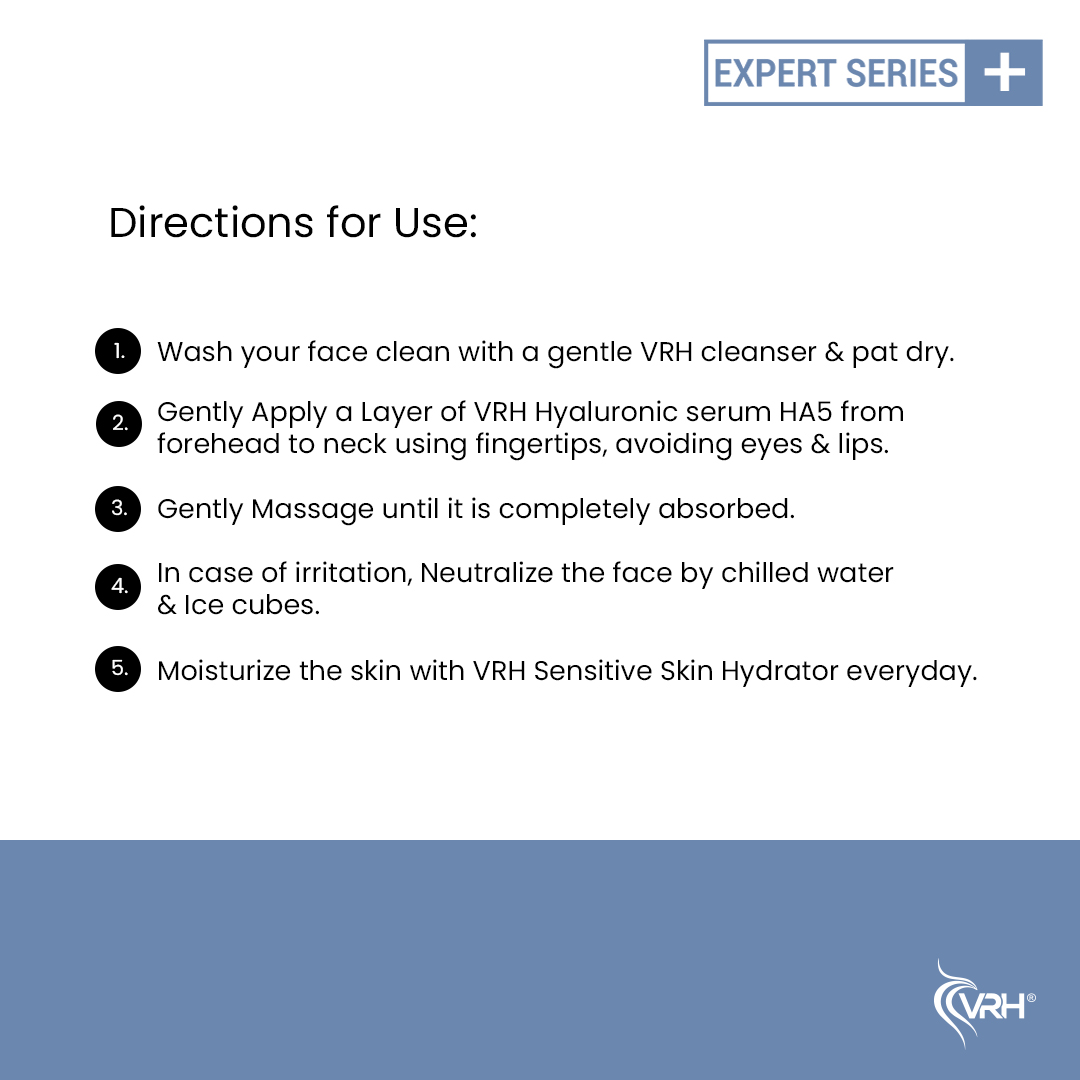 EXPERT SERIES +
Directions for Use:
1. Wash your face clean with a gentle VRH cleanser & pat dry.
2. Gently Apply a Layer of VRH Hyaluronic serum HA5 from
forehead to neck using fingertips, avoiding eyes & lips.
3. Gently Massage until it is completely absorbed.
4. In case of irritation, Neutralize the face by chilled water
& Ice cubes.
5. Moisturize the skin with VRH Sensitive Skin Hydrator everyday.
VRH®